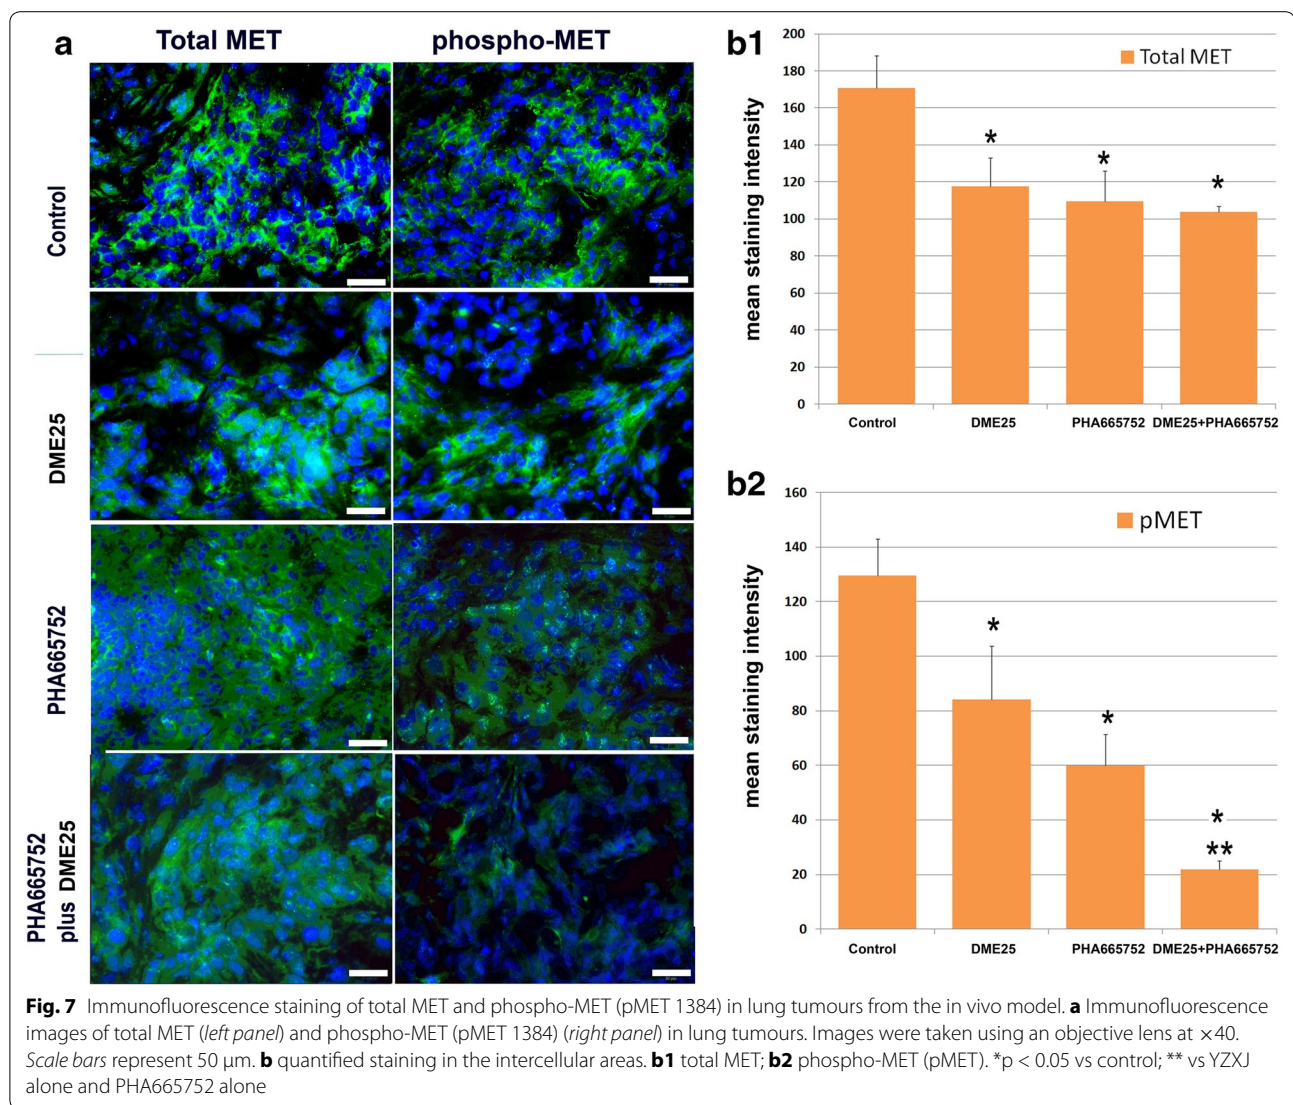 a
Total MET
phospho-MET
Control
DME25
PHA665752
PHA665752
plus DME25
b1
Total MET
mean staining intensity
200
180
160
140
120
100
80
60
40
20
0
*
*
*
Control
DME25
PHA665752
DME25+PHA665752
b2
pMET
mean staining intensity
160
140
120
100
80
60
40
20
0
*
*
*
**
Control
DME25
PHA665752
DME25+PHA665752
Fig. 7 Immunofluorescence staining of total MET and phospho-MET (pMET 1384) in lung tumours from the in vivo model. a Immunofluorescence
images of total MET (left panel) and phospho-MET (pMET 1384) (right panel) in lung tumours. Images were taken using an objective lens at ×40.
Scale bars represent 50 µm. b quantified staining in the intercellular areas. b1 total MET; b2 phospho-MET (pMET). *p < 0.05 vs control; ** vs YZXJ
alone and PHA665752 alone